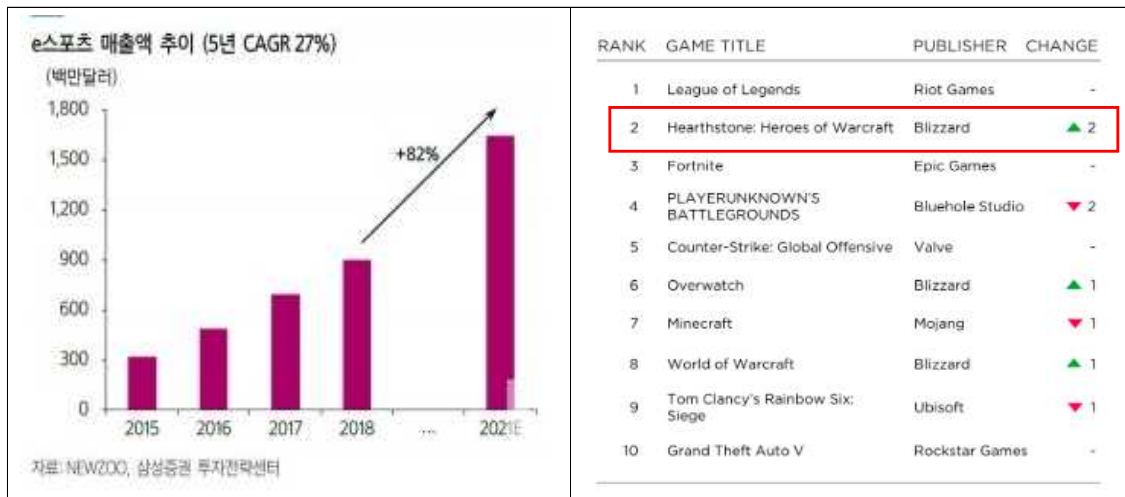 e스포츠 매출액 추이 (5년 CAGR 27%)
(백만달러)
1,800
1,500
1,200
900
600
300
0
+82%
2015 2016 2017 2018 ... 2021E
자료: NEWZOO, 삼성증권 투자전략센터
RANK GAME TITLE PUBLISHER CHANGE
1 League of Legends Riot Games -
2 Hearthstone: Heroes of Warcraft Blizzard ▲ 2
3 Fortnite Epic Games -
4 PLAYERUNKNOWN'S
BATTLEGROUNDS Bluehole Studio ▼ 2
5 Counter-Strike: Global Offensive Valve -
6 Overwatch Blizzard ▲ 1
7 Minecraft Mojang ▼ 1
8 World of Warcraft Blizzard ▲ 1
9 Tom Clancy's Rainbow Six:
Siege Ubisoft ▼ 1
10 Grand Theft Auto V Rockstar Games -